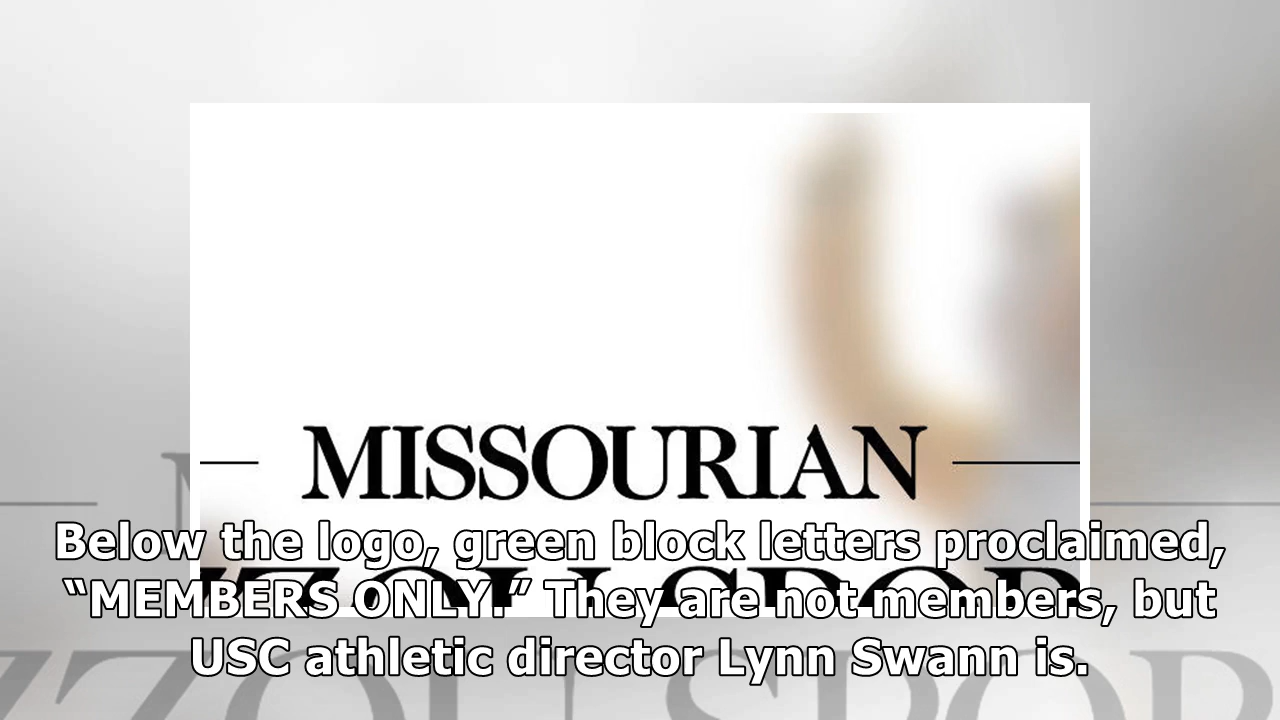 MISSOURIAN
Below the logo, green block letters proclaimed,
“MEMBERS ONLY.” They are not members, but
USC athletic director Lynn Swann is.